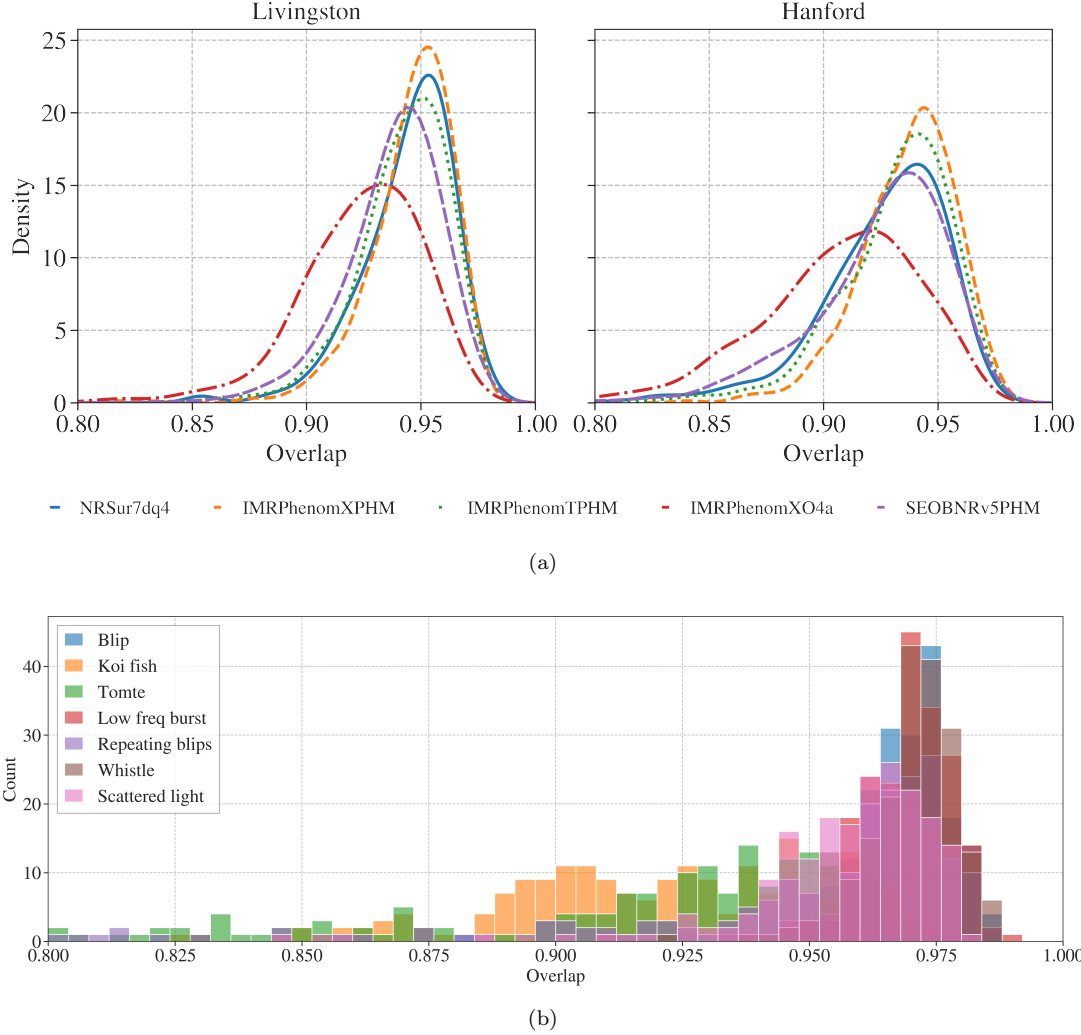 Livingston Hanford
25
20
15
10
5
0
Density
0.80 0.85 0.90 0.95 1.00 0.80 0.85 0.90 0.95 1.00
Overlap Overlap
NRSur7dq4 IMRPhenomXPHM IMRPhenomTPHM IMRPhenomXO4a SEOBNRv5PHM
(a)
Blip
Koi fish
Tomte
Low freq burst
Repeating blips
Whistle
Scattered light
40
30
20
10
0
Count
0.800 0.825 0.850 0.875 0.900 0.925 0.950 0.975 1.000
Overlap
(b)